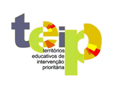 teip
territórios
educativos de
intervenção
prioritária